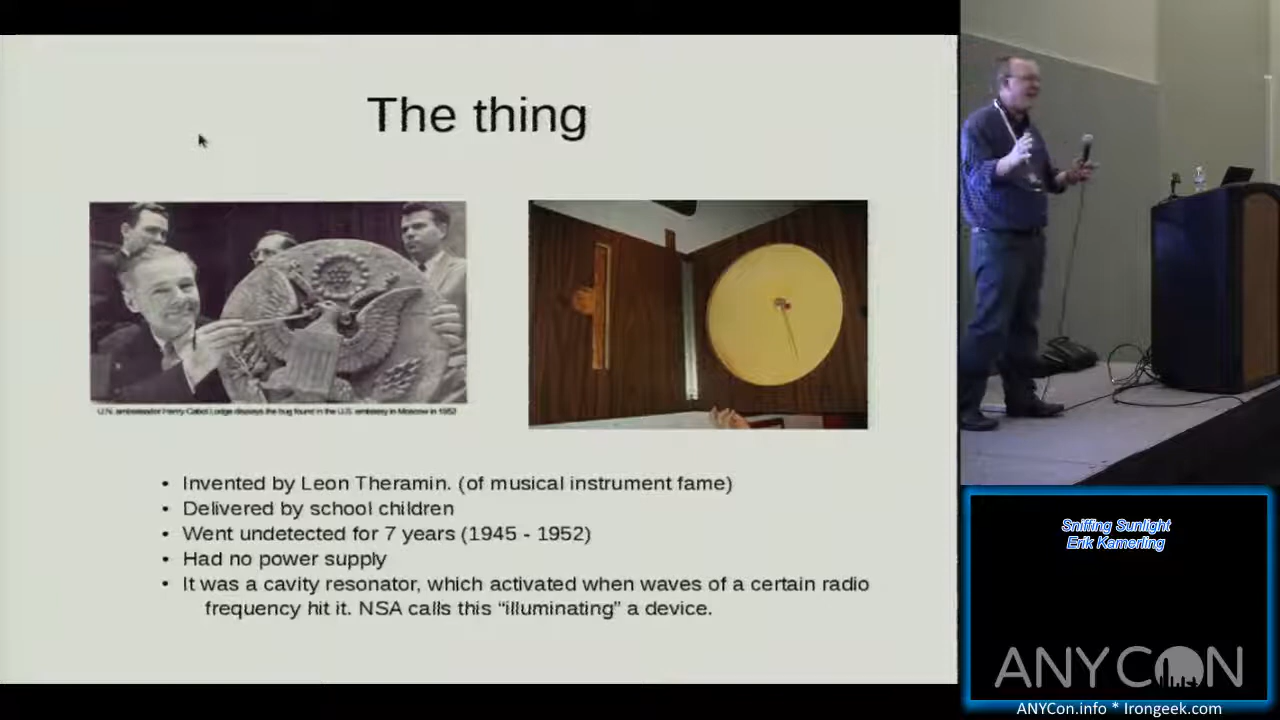 The thing
U.N. ambassador Henry Cabot Lodge displays the bug found in the U.S. embassy in Moscow in 1952
• Invented by Leon Theramin. (of musical instrument fame)
• Delivered by school children
• Went undetected for 7 years (1945 - 1952)
• Had no power supply
• It was a cavity resonator, which activated when waves of a certain radio
frequency hit it. NSA calls this “illuminating” a device.
Sniffing Sunlight
Erik Kamerling
ANYCON
ANYCon.info * Irongeek.com